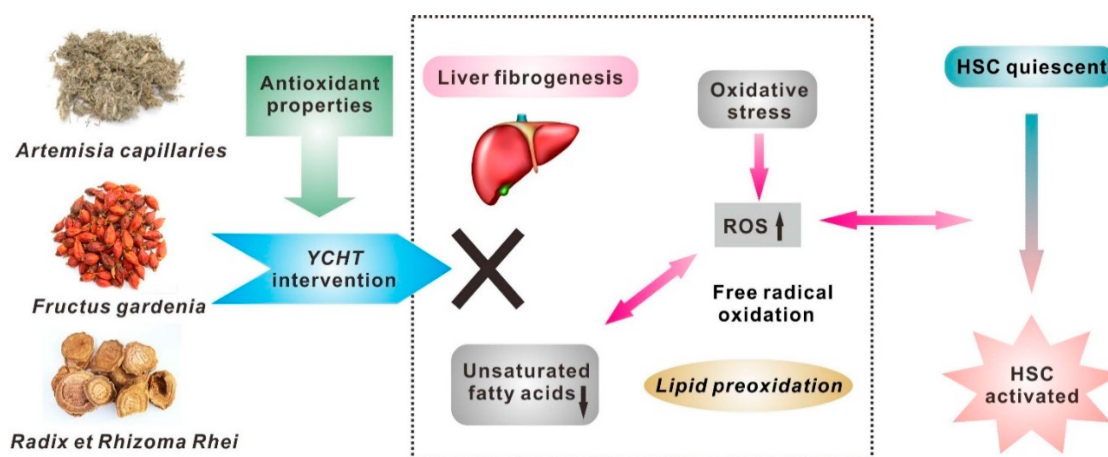 Artemisia capillaries
Fructus gardenia
Radix et Rhizoma Rhei
Antioxidant
properties
YCHT
intervention
Liver fibrogenesis
Oxidative
stress
ROS
Free radical
oxidation
Unsaturated
fatty acids
Lipid preoxidation
HSC quiescent
HSC
activated